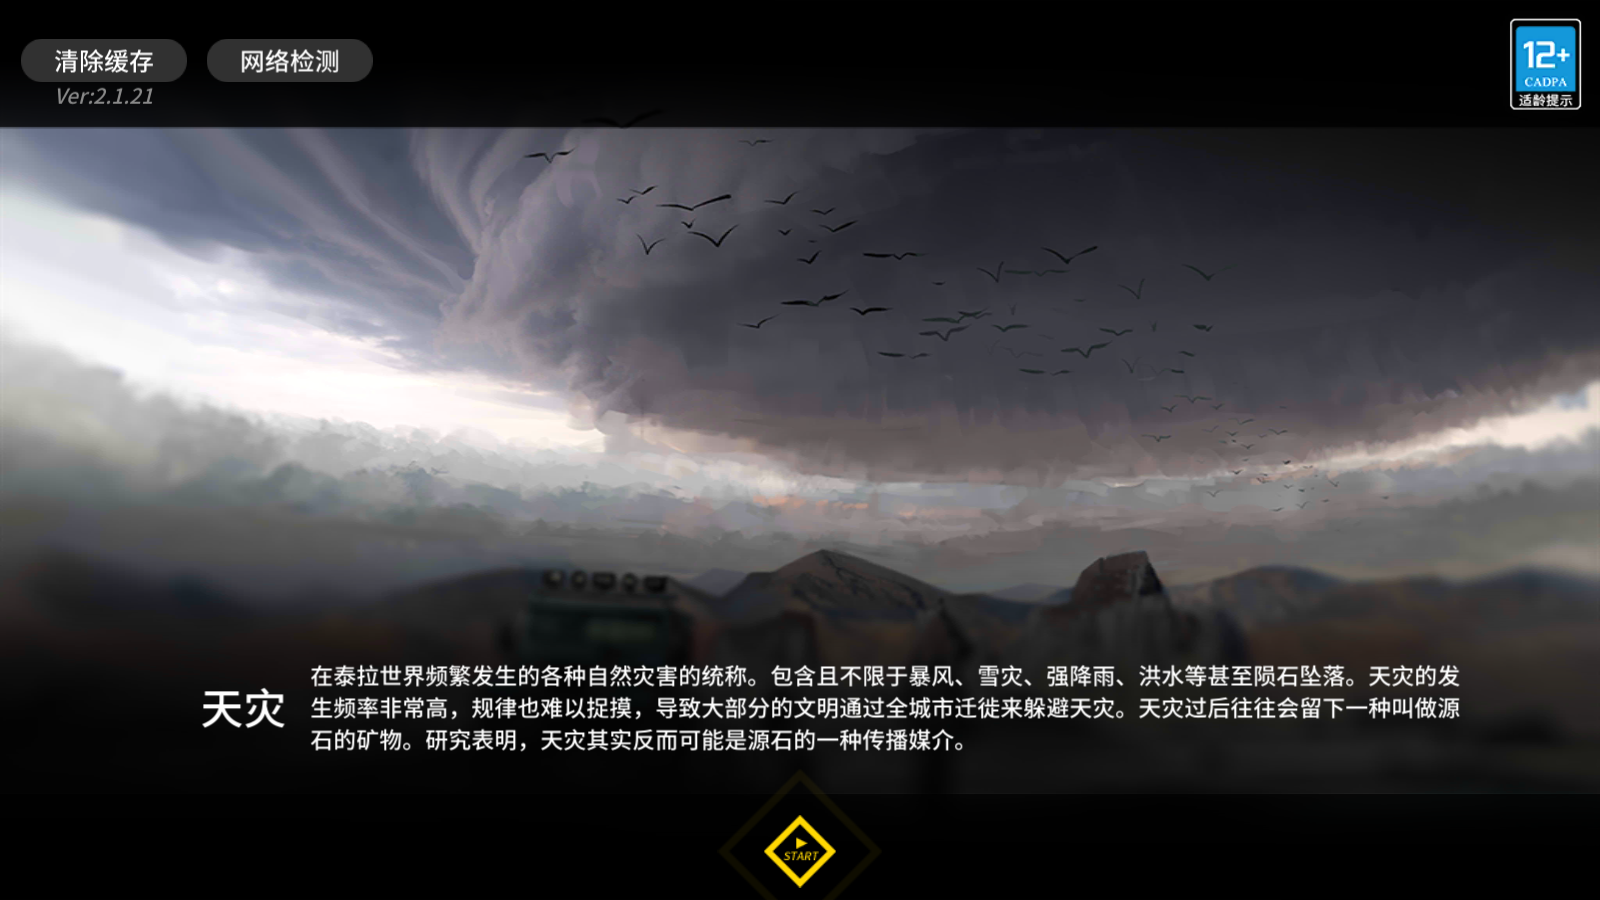 清除缓存
网络检测
Ver:2.1.21
12+
CADPA
适龄提示
天灾
在泰拉世界频繁发生的各种自然灾害的统称。包含且不限于暴风、雪灾、强降雨、洪水等甚至陨石坠落。天灾的发
生频率非常高，规律也难以捉摸，导致大部分的文明通过全城市迁徙来躲避天灾。天灾过后往往会留下一种叫做源
石的矿物。研究表明，天灾其实反而可能是源石的一种传播媒介。
START